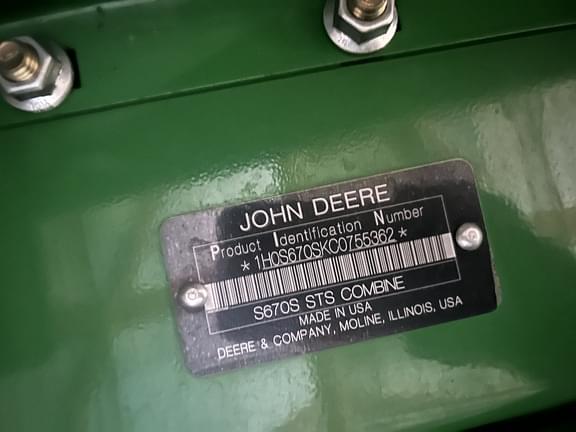 JOHN DEERE
Product Identification Number
*1H0S670SKC0755362*
S670S STS COMBINE
MADE IN USA
DEERE & COMPANY, MOLINE, ILLINOIS, USA